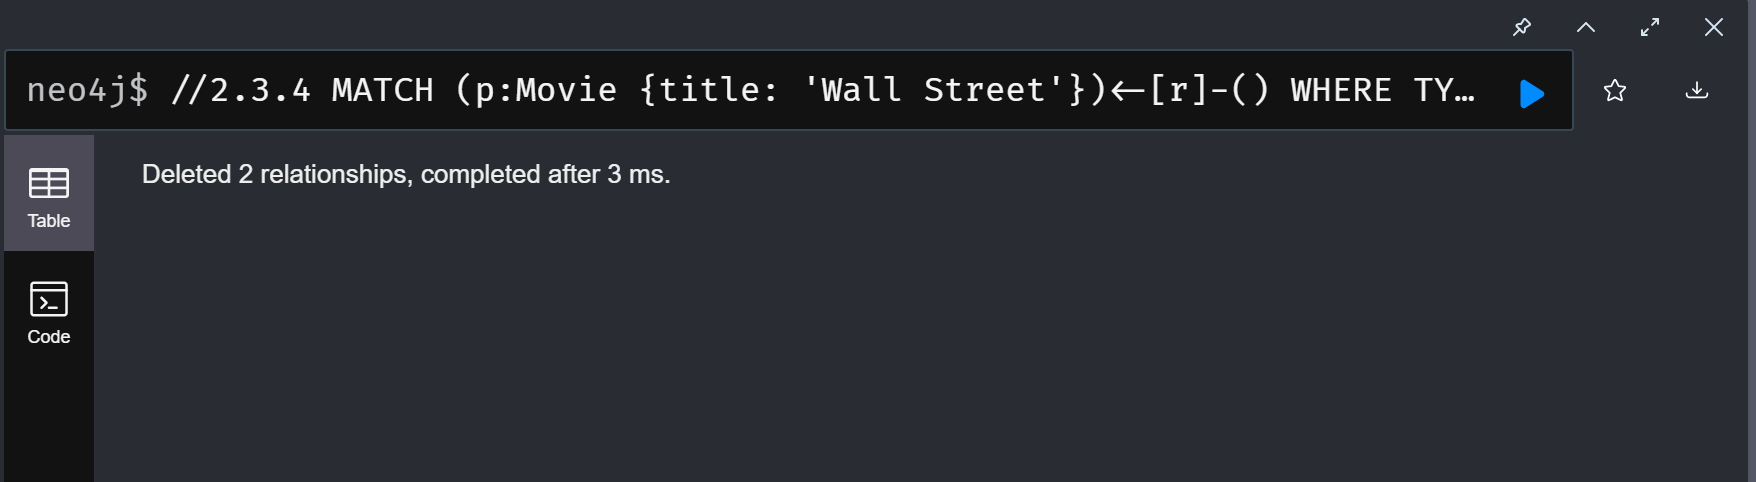 neo4j$ //2.3.4 MATCH (p:Movie {title: 'Wall Street'})<-[r]-() WHERE TY…
Deleted 2 relationships, completed after 3 ms.
Table
Code